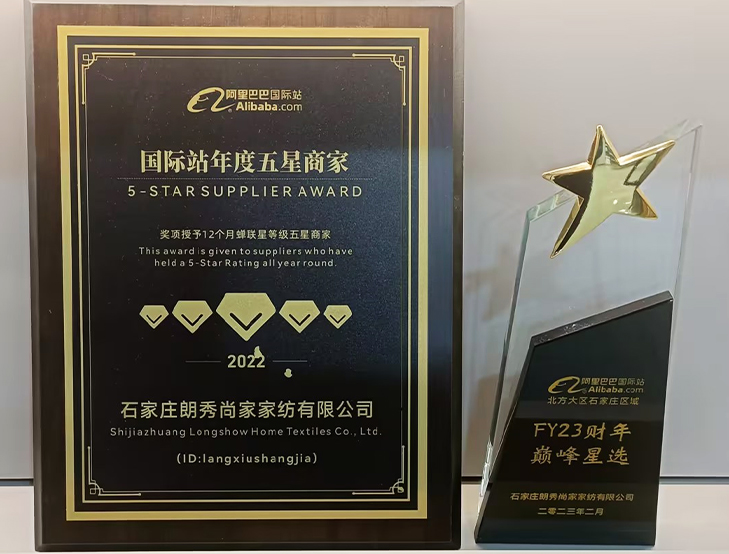 阿里巴巴国际站
Alibaba.com
国际站年度五星商家
5-STAR SUPPLIER AWARD
奖项授予12个月蝉联星等级五星商家
This award is given to suppliers who have
held a 5-Star Rating all year round.
2022
石家庄朗秀尚家家纺有限公司
Shijiazhuang Longshow Home Textiles Co., Ltd.
(ID:langxiushangjia)
阿里巴巴国际站
Alibaba.com
北方大区石家庄区域
FY23财年
巅峰星选
石家庄朗秀尚家家纺有限公司
二零二三年二月